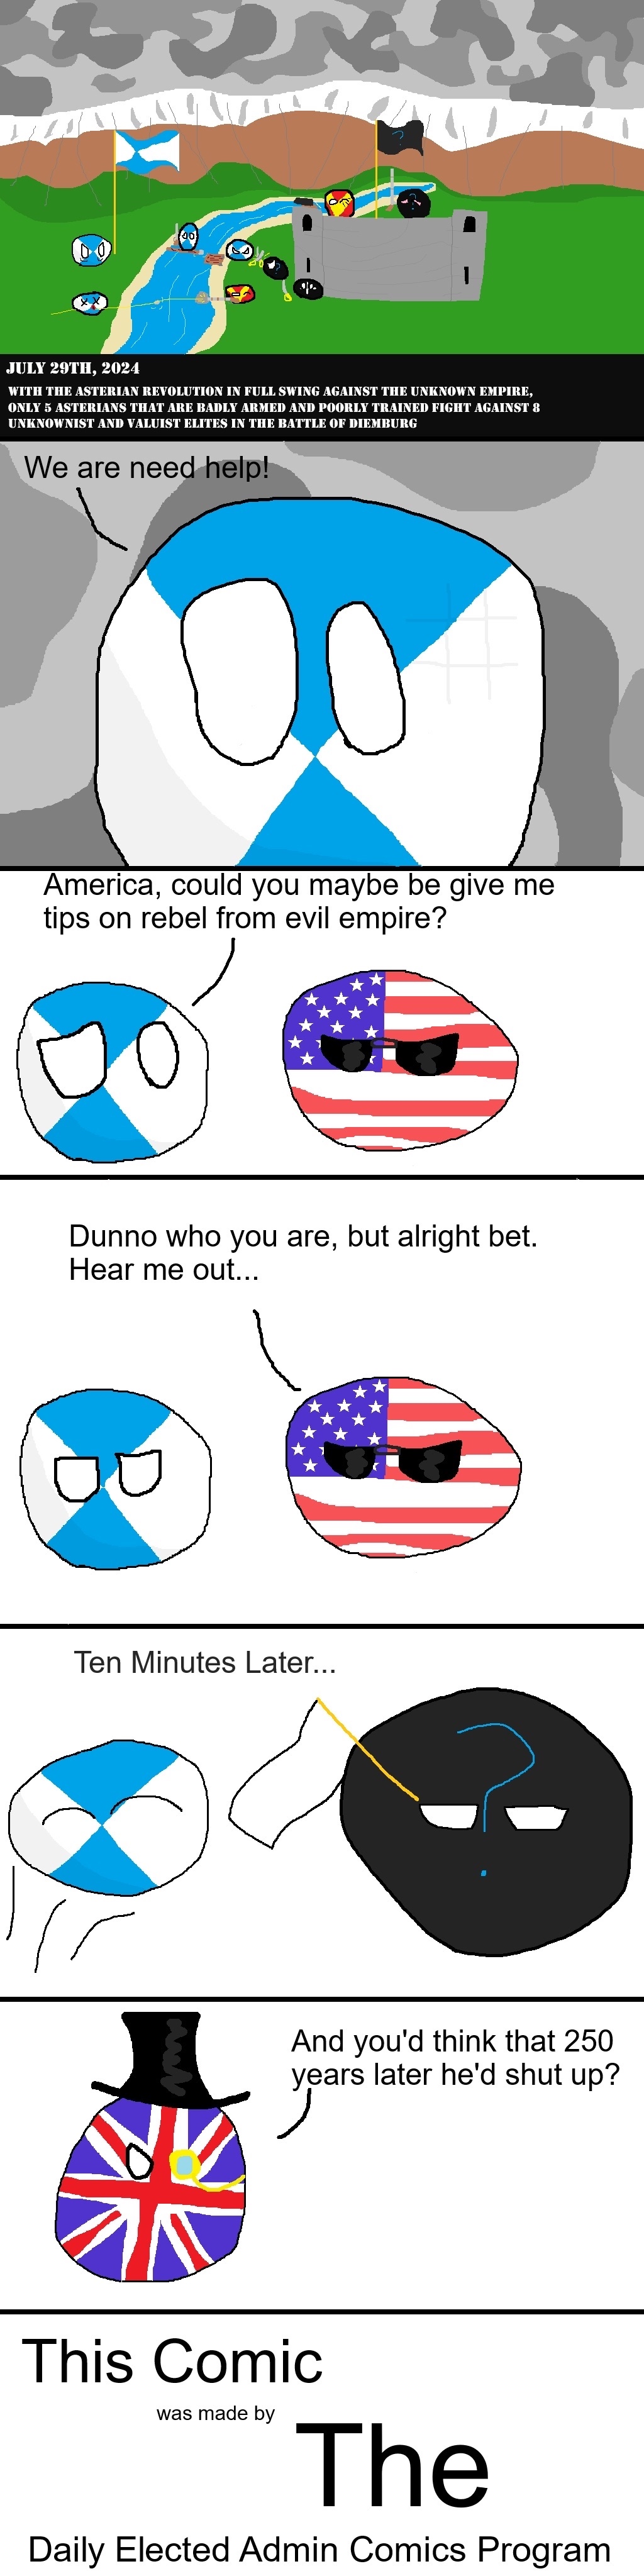 JULY 29TH, 2024
WITH THE ASTERIAN REVOLUTION IN FULL SWING AGAINST THE UNKNOWN EMPIRE,
ONLY 5 ASTERIANS THAT ARE BADLY ARMED AND POORLY TRAINED FIGHT AGAINST 8
UNKNOWNIST AND VALUIST ELITES IN THE BATTLE OF DIEMBURG
We are need help!
America, could you maybe be give me
tips on rebel from evil empire?
Dunno who you are, but alright bet.
Hear me out...
Ten Minutes Later...
?
And you'd think that 250
years later he'd shut up?
This Comic
was made by
The
Daily Elected Admin Comics Program